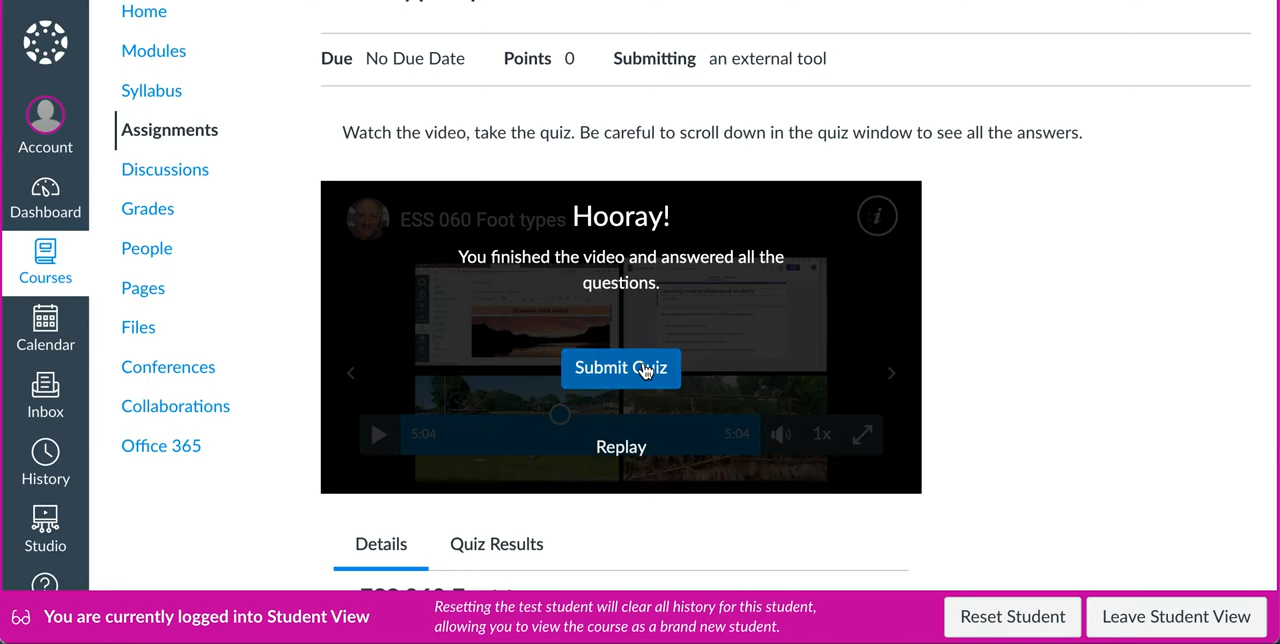 Account
Dashboard
Courses
Calendar
Inbox
History
Studio
Home
Modules
Syllabus
Assignments
Discussions
Grades
People
Pages
Files
Conferences
Collaborations
Office 365
Due No Due Date Points 0 Submitting an external tool
Watch the video, take the quiz. Be careful to scroll down in the quiz window to see all the answers.
ESS 060 Foot types
Hooray!
i
You finished the video and answered all the
questions.
Submit Quiz
5:04 5:04 1x
Replay
Details Quiz Results
You are currently logged into Student View
Resetting the test student will clear all history for this student,
allowing you to view the course as a brand new student.
Reset Student
Leave Student View